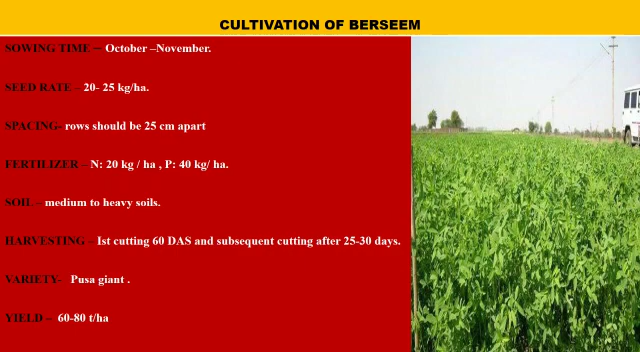 CULTIVATION OF BERSEEM
SOWING TIME – October –November.
SEED RATE – 20- 25 kg/ha.
SPACING- rows should be 25 cm apart
FERTILIZER – N: 20 kg / ha , P: 40 kg/ ha.
SOIL – medium to heavy soils.
HARVESTING – Ist cutting 60 DAS and subsequent cutting after 25-30 days.
VARIETY- Pusa giant .
YIELD – 60-80 t/ha